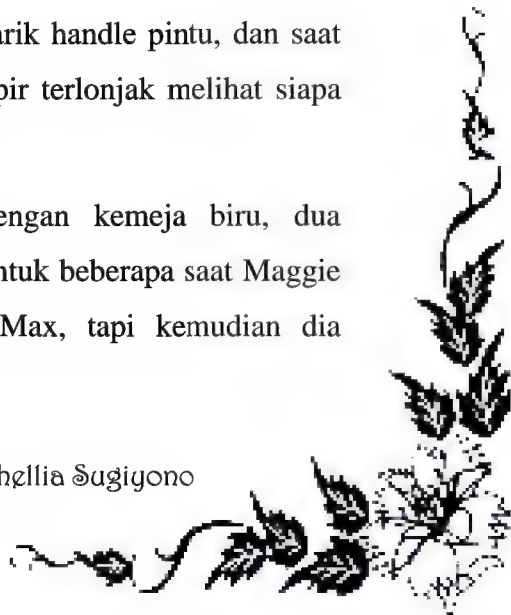 arik handle pintu, dan saat
pir terlonjak melihat siapa
engan kemeja biru, dua
ntuk beberapa saat Maggie
Max, tapi kemudian dia
hellia Sugiyono